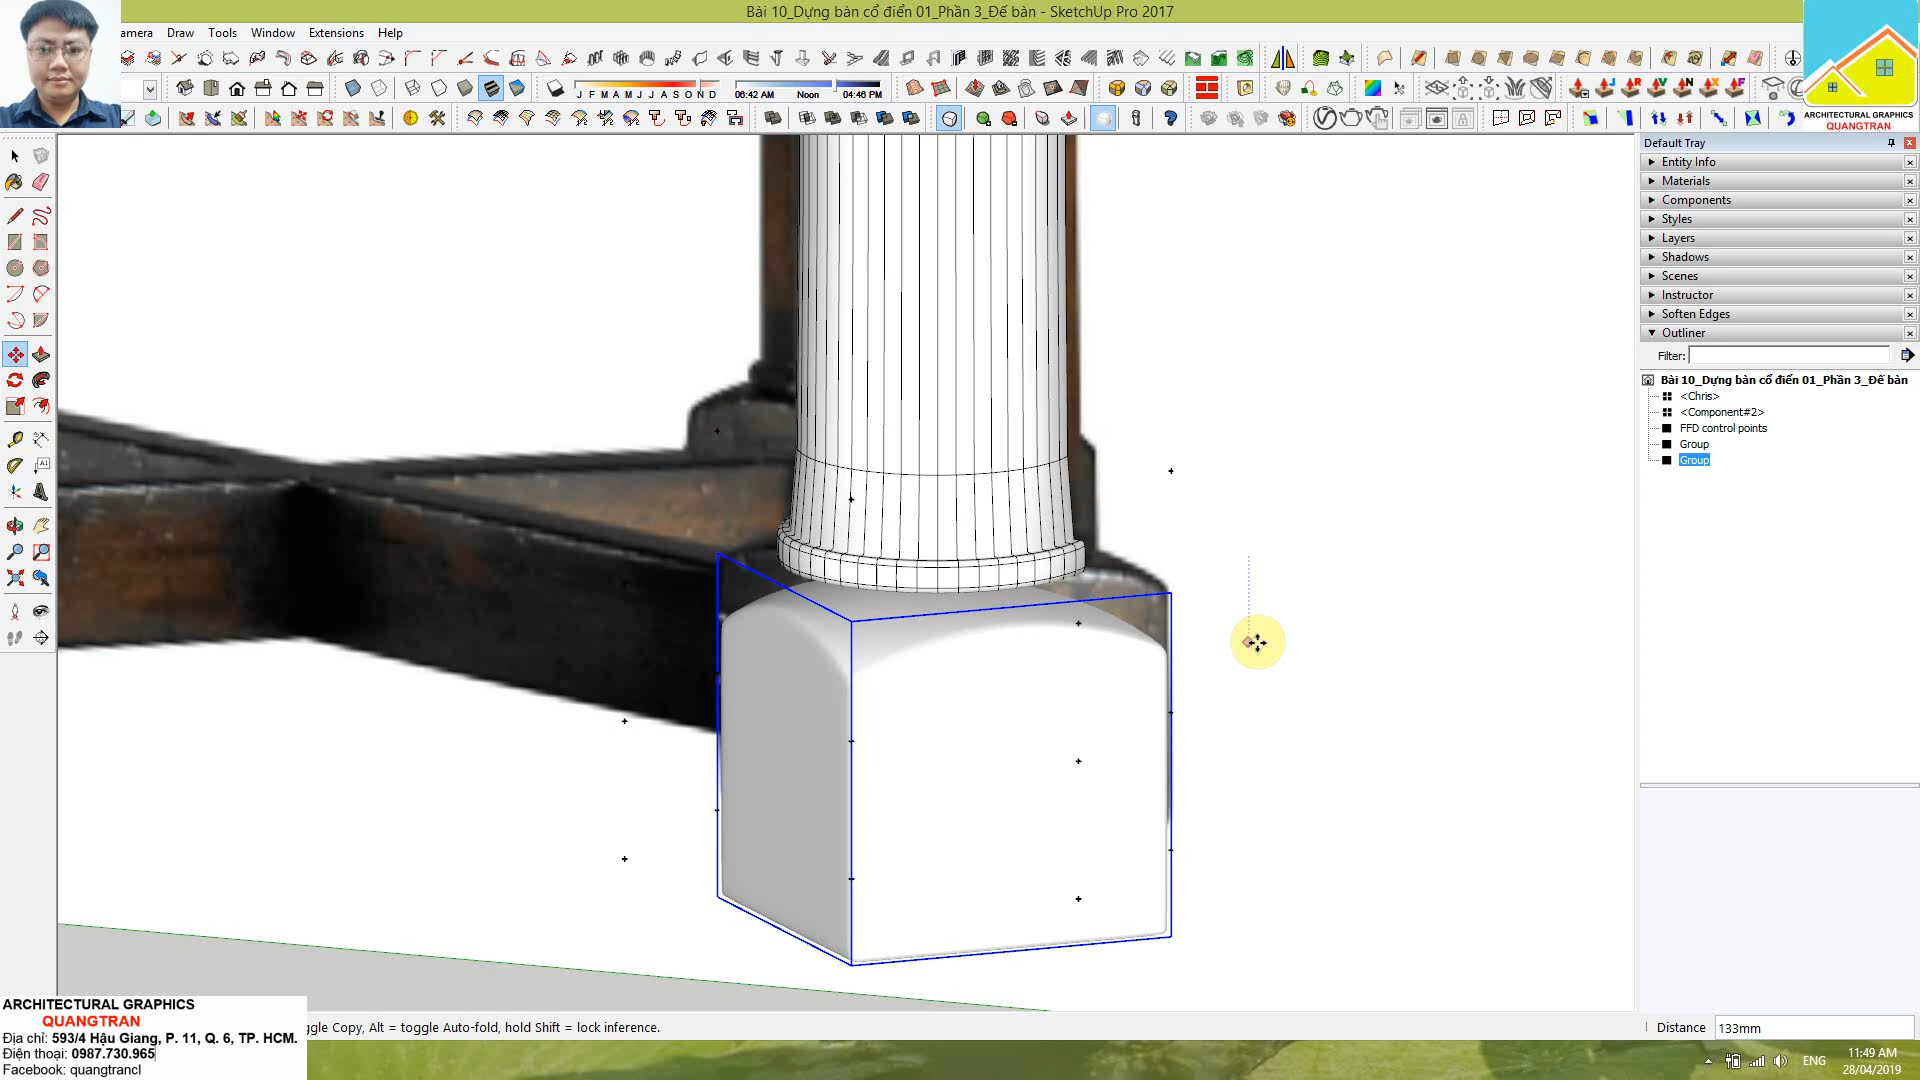 Bài 10_Dựng bàn cổ điển 01_Phần 3_Đế bàn - SketchUp Pro 2017
amera Draw Tools Window Extensions Help
J F M A M J J A S O N D 06:42 AM Noon 04:46 PM
ARCHITECTURAL GRAPHICS
QUANGTRAN
Default Tray
Entity Info
Materials
Components
Styles
Layers
Shadows
Scenes
Instructor
Soften Edges
Outliner
Filter:
Bài 10_Dựng bàn cổ điển 01_Phần 3_Đế bàn
<Chris>
<Component#2>
FFD control points
Group
Group
ARCHITECTURAL GRAPHICS
QUANGTRAN
Địa chỉ: 593/4 Hậu Giang, P. 11, Q. 6, TP. HCM.
Điện thoại: 0987.730.965
Facebook: quangtrancl
ggle Copy, Alt = toggle Auto-fold, hold Shift = lock inference.
Distance 133mm
ENG
11:49 AM
28/04/2019